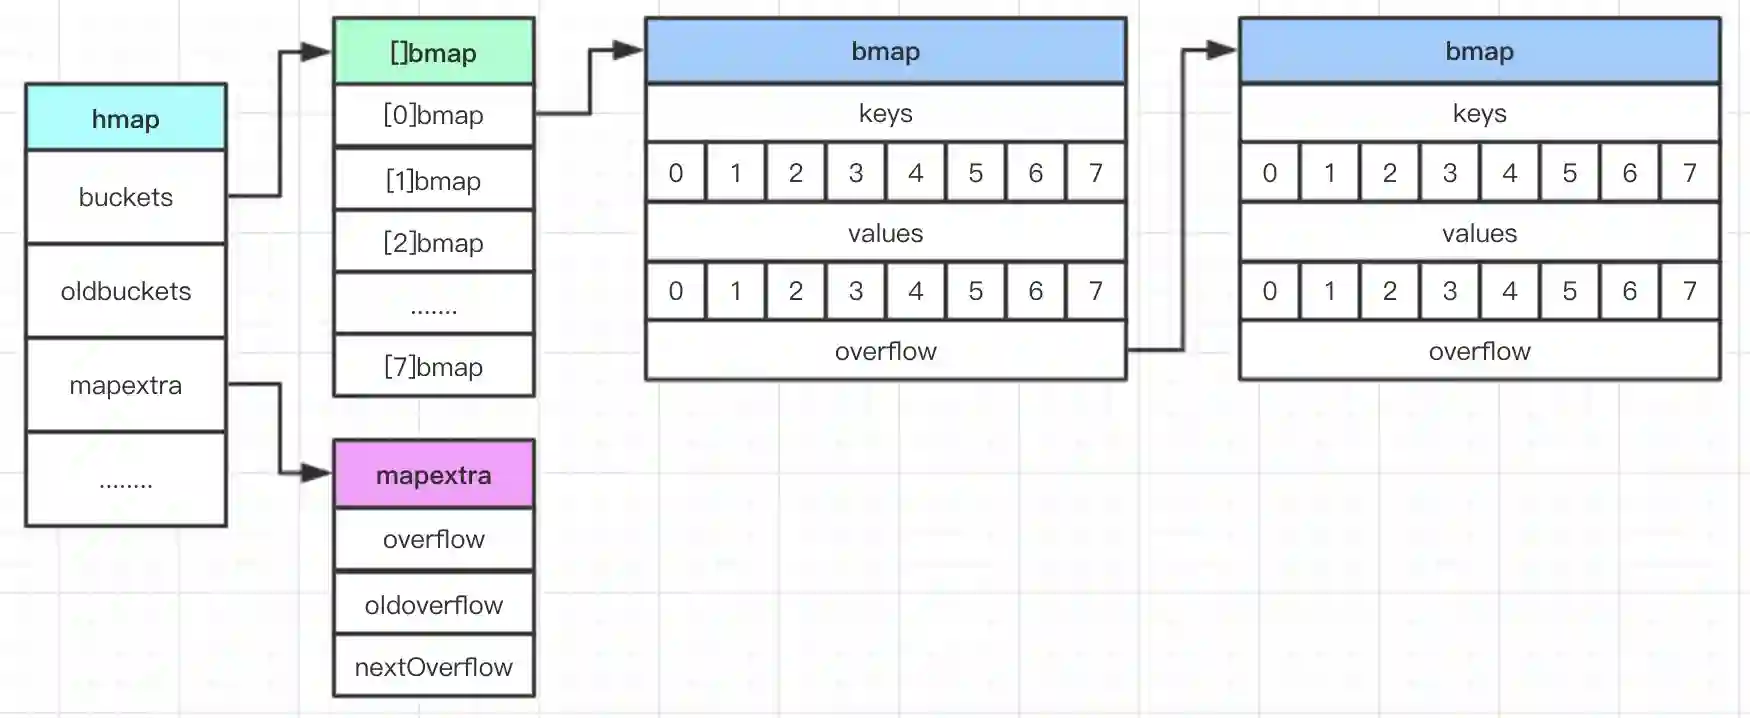 hmap
buckets
oldbuckets
mapextra
........
[]bmap
[0]bmap
[1]bmap
[2]bmap
.......
[7]bmap
mapextra
overflow
oldoverflow
nextOverflow
bmap
keys
0 1 2 3 4 5 6 7
values
0 1 2 3 4 5 6 7
overflow
bmap
keys
0 1 2 3 4 5 6 7
values
0 1 2 3 4 5 6 7
overflow